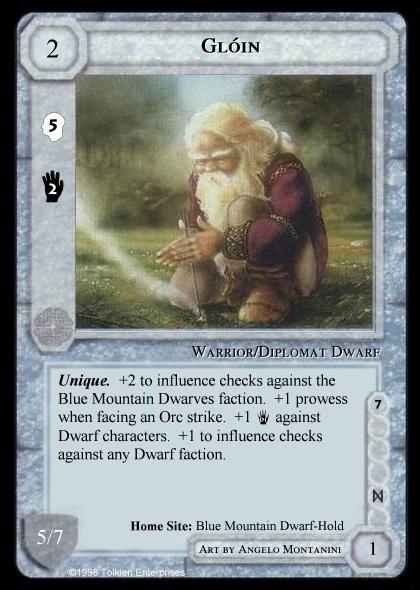 2
GLÓIN
5
2
WARRIOR/DIPLOMAT DWARF
Unique. +2 to influence checks against the
Blue Mountain Dwarves faction. +1 prowess
when facing an Orc strike. +1 against
Dwarf characters. +1 to influence checks
against any Dwarf faction.
7
Home Site: Blue Mountain Dwarf-Hold
5/7
ART BY ANGELO MONTANINI
1
©1998 Tolkien Enterprises